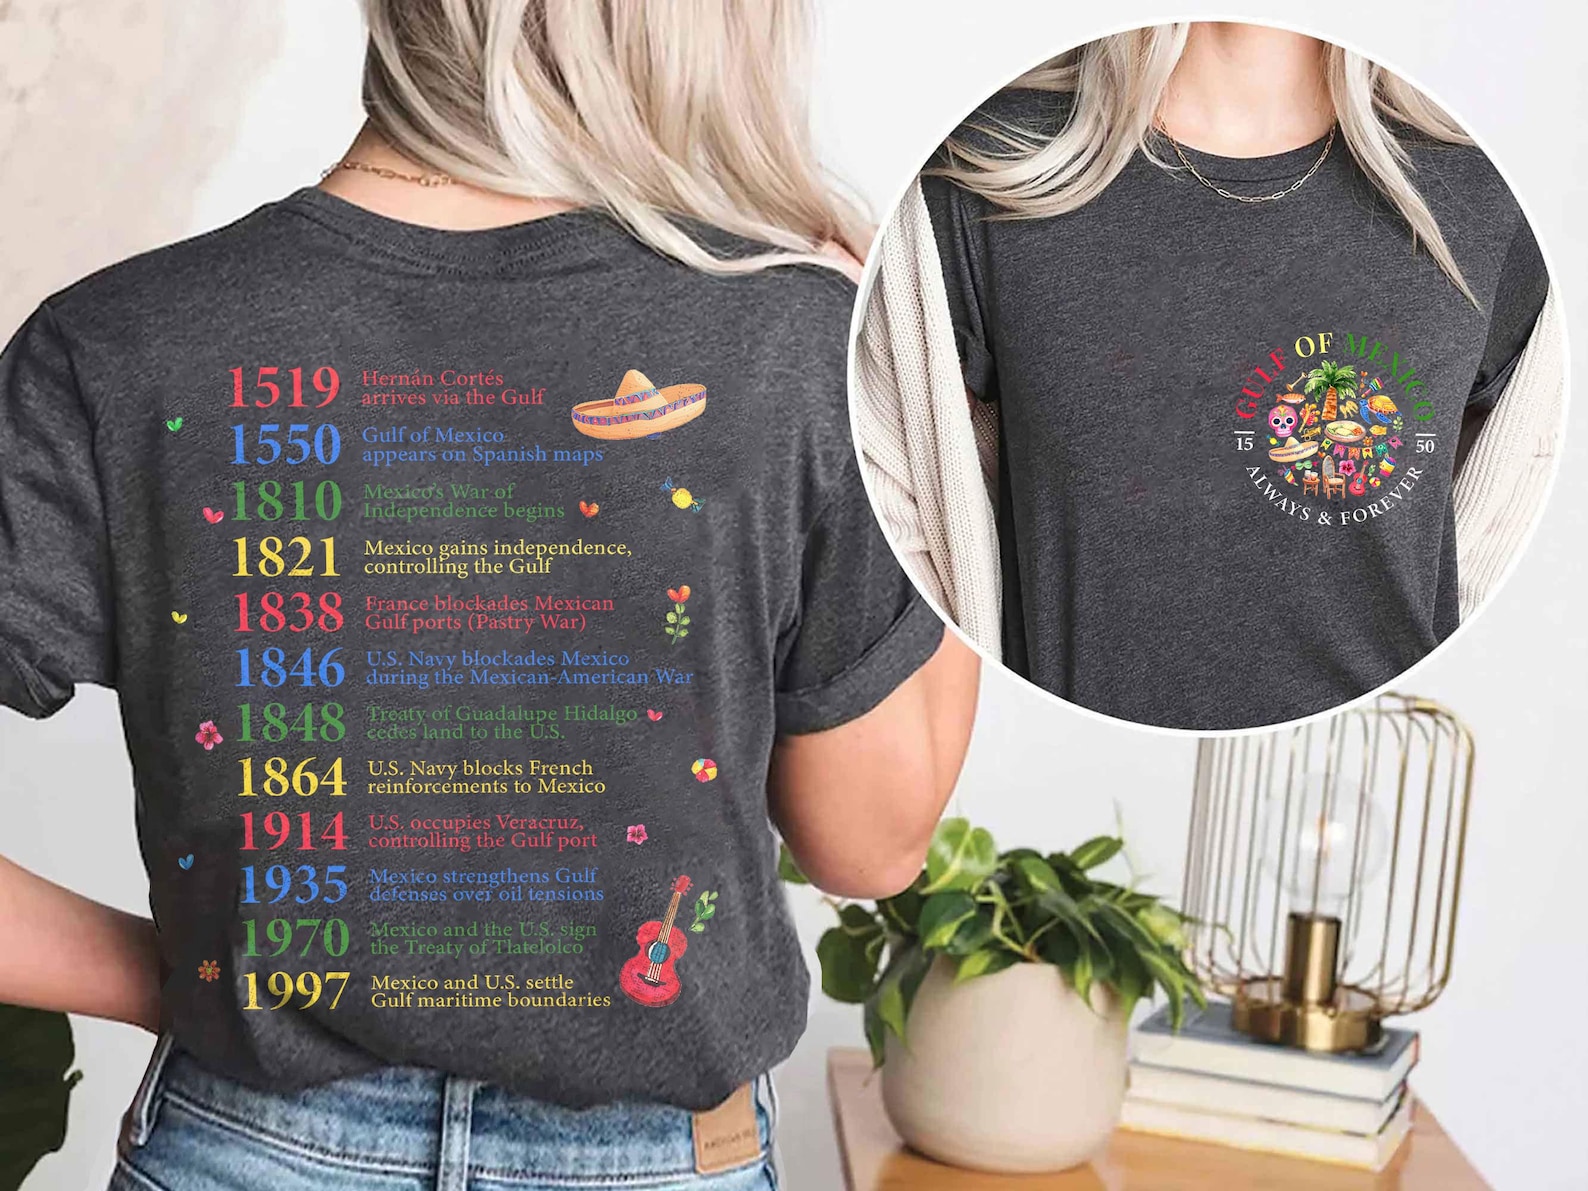 1519 Hernán Cortés
arrives via the Gulf
1550 Gulf of Mexico
appears on Spanish maps
1810 Mexico's War of
Independence begins
1821 Mexico gains independence,
controlling the Gulf
1838 France blockades Mexican
Gulf ports (Pastry War)
1846 U.S. Navy blockades Mexico
during the Mexican-American War
1848 Treaty of Guadalupe Hidalgo
cedes land to the U.S.
1864 U.S. Navy blocks French
reinforcements to Mexico
1914 U.S. occupies Veracruz,
controlling the Gulf port
1935 Mexico strengthens Gulf
defenses over oil tensions
1970 Mexico and the U.S. sign
the Treaty of Tlatelolco
1997 Mexico and U.S. settle
Gulf maritime boundaries
GULF OF MEXICO
15 50
ALWAYS & FOREVER